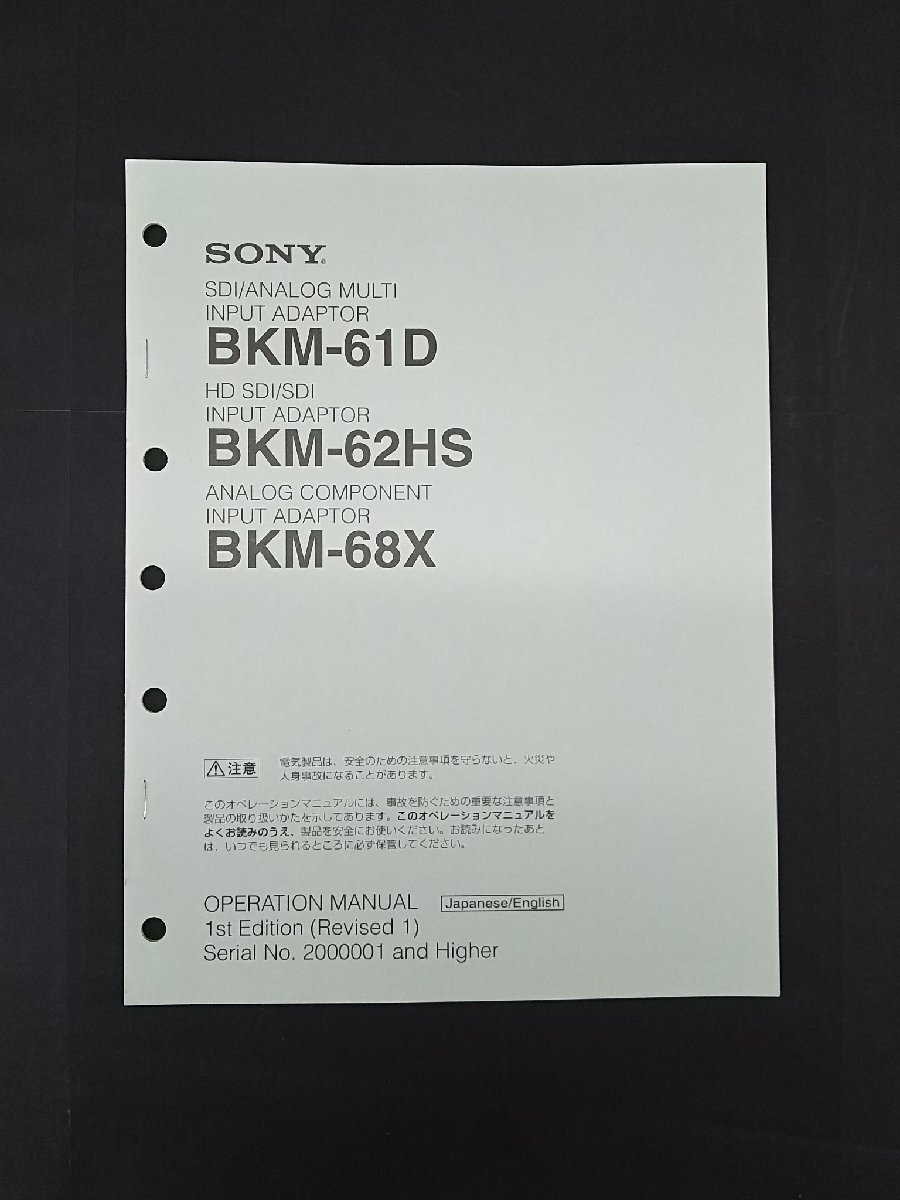 SONY®
SDI/ANALOG MULTI
INPUT ADAPTOR
BKM-61D
HD SDI/SDI
INPUT ADAPTOR
BKM-62HS
ANALOG COMPONENT
INPUT ADAPTOR
BKM-68X
注意
電気製品は、安全のための注意事項を守らないと、火災や
人身事故になることがあります。
このオペレーションマニュアルには、事故を防ぐための重要な注意事項と
製品の取り扱いかたを示してあります。このオペレーションマニュアルを
よくお読みのうえ、製品を安全にお使いください。お読みになったあと
は、いつでも見られるところに必ず保管してください。
OPERATION MANUAL Japanese/English
1st Edition (Revised 1)
Serial No. 2000001 and Higher